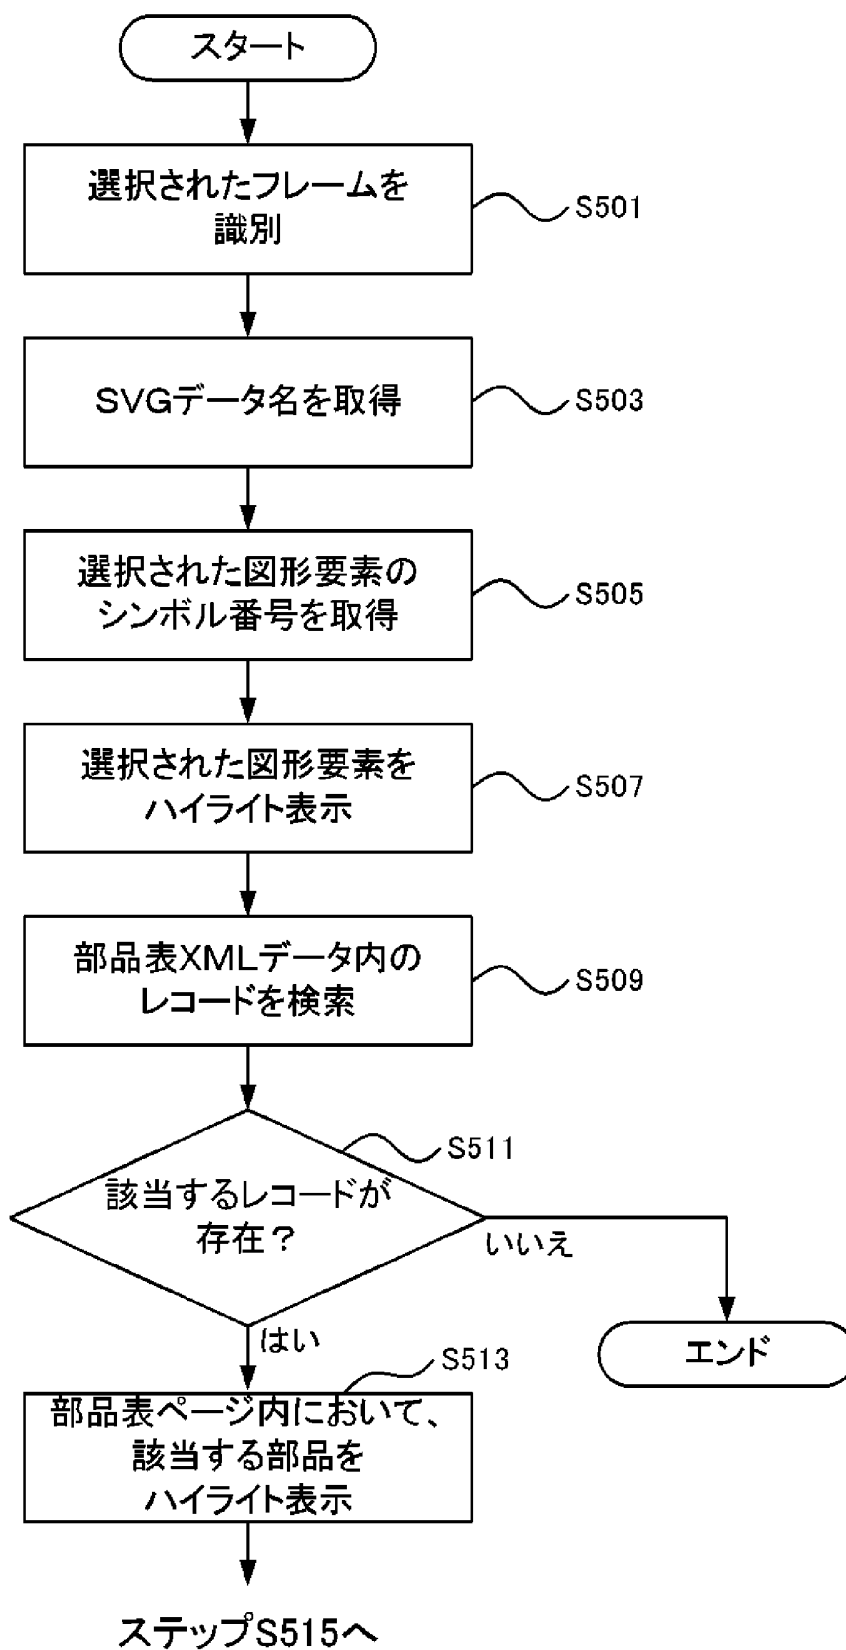 スタート
選択されたフレームを
識別
S501
SVGデータ名を取得
S503
選択された図形要素の
シンボル番号を取得
S505
選択された図形要素を
ハイライト表示
S507
部品表XMLデータ内の
レコードを検索
S509
S511
該当するレコードが
存在？
いいえ
はい
エンド
S513
部品表ページ内において、
該当する部品を
ハイライト表示
ステップS515へ